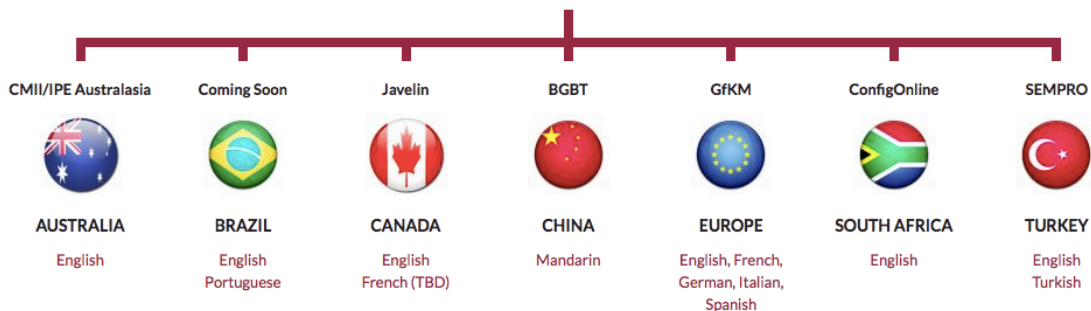 CMII/IPE Australasia
Coming Soon
Javelin
BGBT
GfKM
ConfigOnline
SEMPRO
AUSTRALIA
BRAZIL
CANADA
CHINA
EUROPE
SOUTH AFRICA
TURKEY
English
English
Portuguese
English
French (TBD)
Mandarin
English, French,
German, Italian,
Spanish
English
English
Turkish